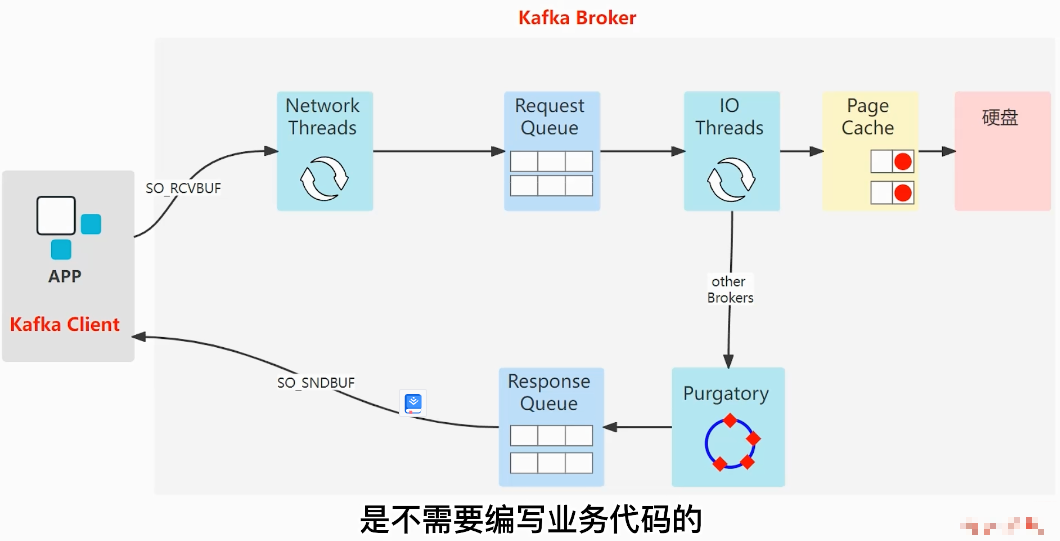 Kafka Broker
Network
Threads
Request
Queue
IO
Threads
Page
Cache
硬盘
SO_RCVBUF
APP
Kafka Client
other
Brokers
SO_SNDBUF
Response
Queue
Purgatory
是不需要编写业务代码的